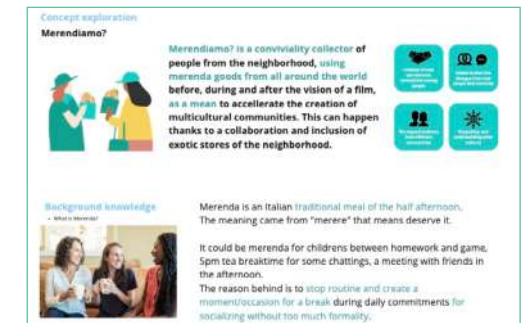 Concept exploration
Merendiamo?
Merendiamo? is a conviviality collector of
people from the neighborhood, using
merenda goods from all around the world
before, during and after the vision of a film,
as a mean to accellerate the creation of
multicultural communities. This can happen
thanks to a collaboration and inclusion of
exotic stores of the neighborhood.
Background knowledge
• What is Merenda?
Merenda is an Italian traditional meal of the half afternoon.
The meaning came from "merere" that means deserve it.
It could be merenda for childrens between homework and game,
5pm tea breaktime for some chattings, a meeting with friends in
the afternoon.
The reason behind is to stop routine and create a
moment/occasion for a break during daily commitments for
socializing without too much formality.